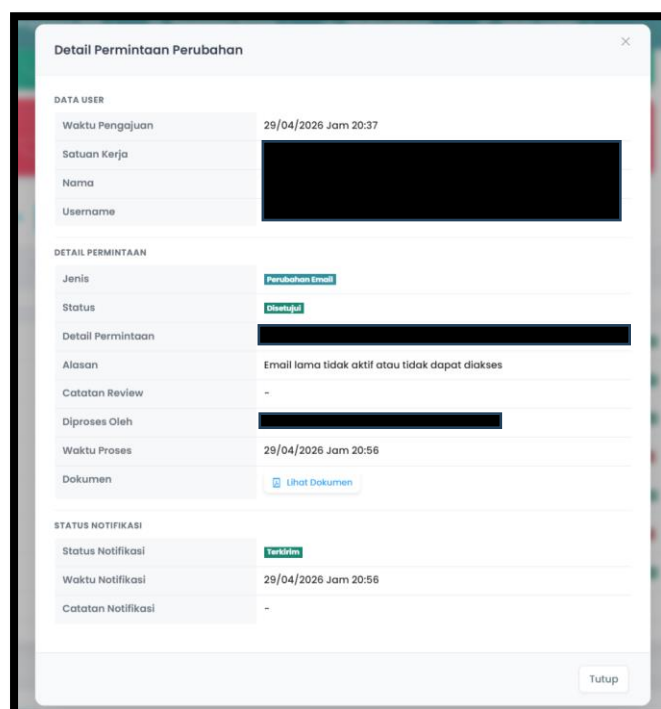 Detail Permintaan Perubahan
DATA USER
Waktu Pengajuan 29/04/2026 Jam 20:37
Satuan Kerja
Nama
Username
DETAIL PERMINTAAN
Jenis Perubahan Email
Status Disetujui
Detail Permintaan
Alasan Email lama tidak aktif atau tidak dapat diakses
Catatan Review -
Diproses Oleh
Waktu Proses 29/04/2026 Jam 20:56
Dokumen Lihat Dokumen
STATUS NOTIFIKASI
Status Notifikasi Terkirim
Waktu Notifikasi 29/04/2026 Jam 20:56
Catatan Notifikasi -
Tutup